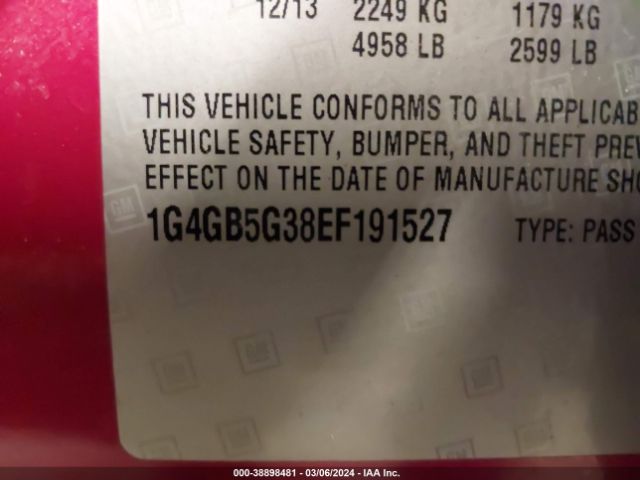 12/13 2249 KG 1179 KG
4958 LB 2599 LB
THIS VEHICLE CONFORMS TO ALL APPLICAB
VEHICLE SAFETY, BUMPER, AND THEFT PREV
EFFECT ON THE DATE OF MANUFACTURE SHO
1G4GB5G38EF191527 TYPE: PASS
GM
000-38898481 - 03/06/2024 - IAA Inc.